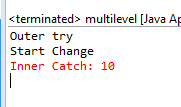 <terminated> multilevel [Java Ap
Outer try
Start Change
Inner Catch: 10